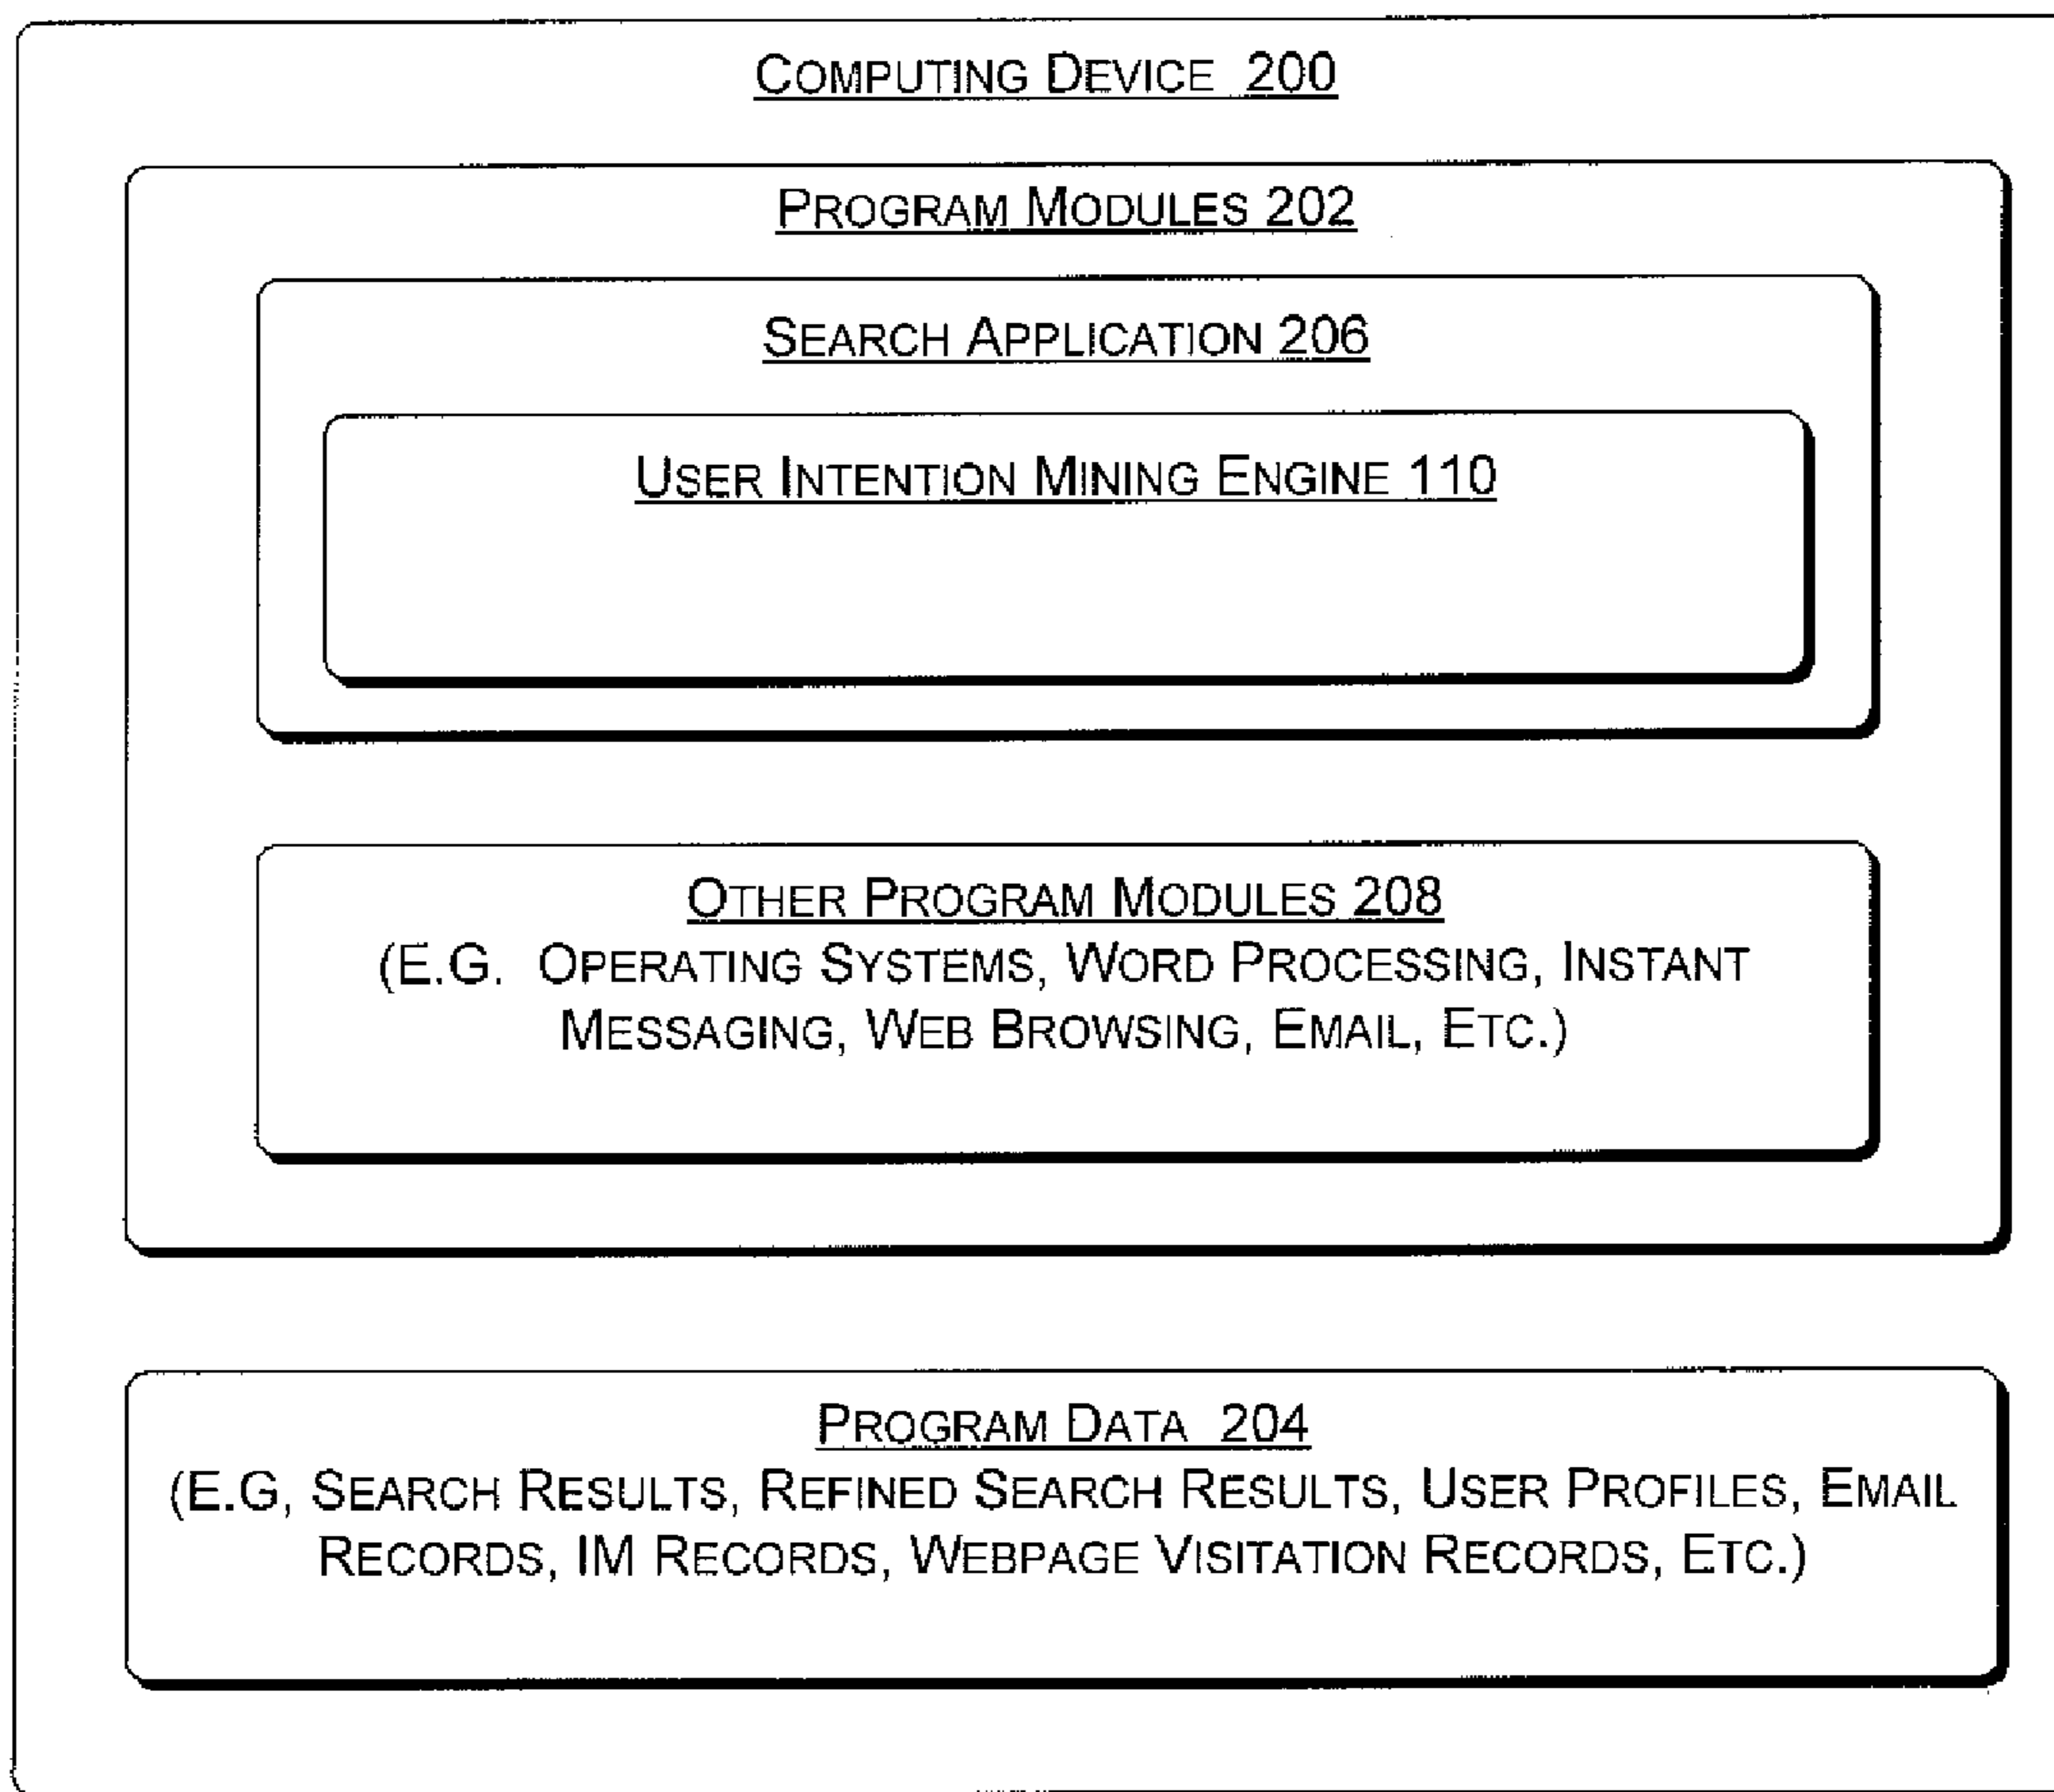 COMPUTING DEVICE 200
PROGRAM MODULES 202
SEARCH APPLICATION 206
USER INTENTION MINING ENGINE 110
OTHER PROGRAM MODULES 208
(E.G. OPERATING SYSTEMS, WORD PROCESSING, INSTANT
MESSAGING, WEB BROWSING, EMAIL, ETC.)
PROGRAM DATA 204
(E.G, SEARCH RESULTS, REFINED SEARCH RESULTS, USER PROFILES, EMAIL
RECORDS, IM RECORDS, WEBPAGE VISITATION RECORDS, ETC.)